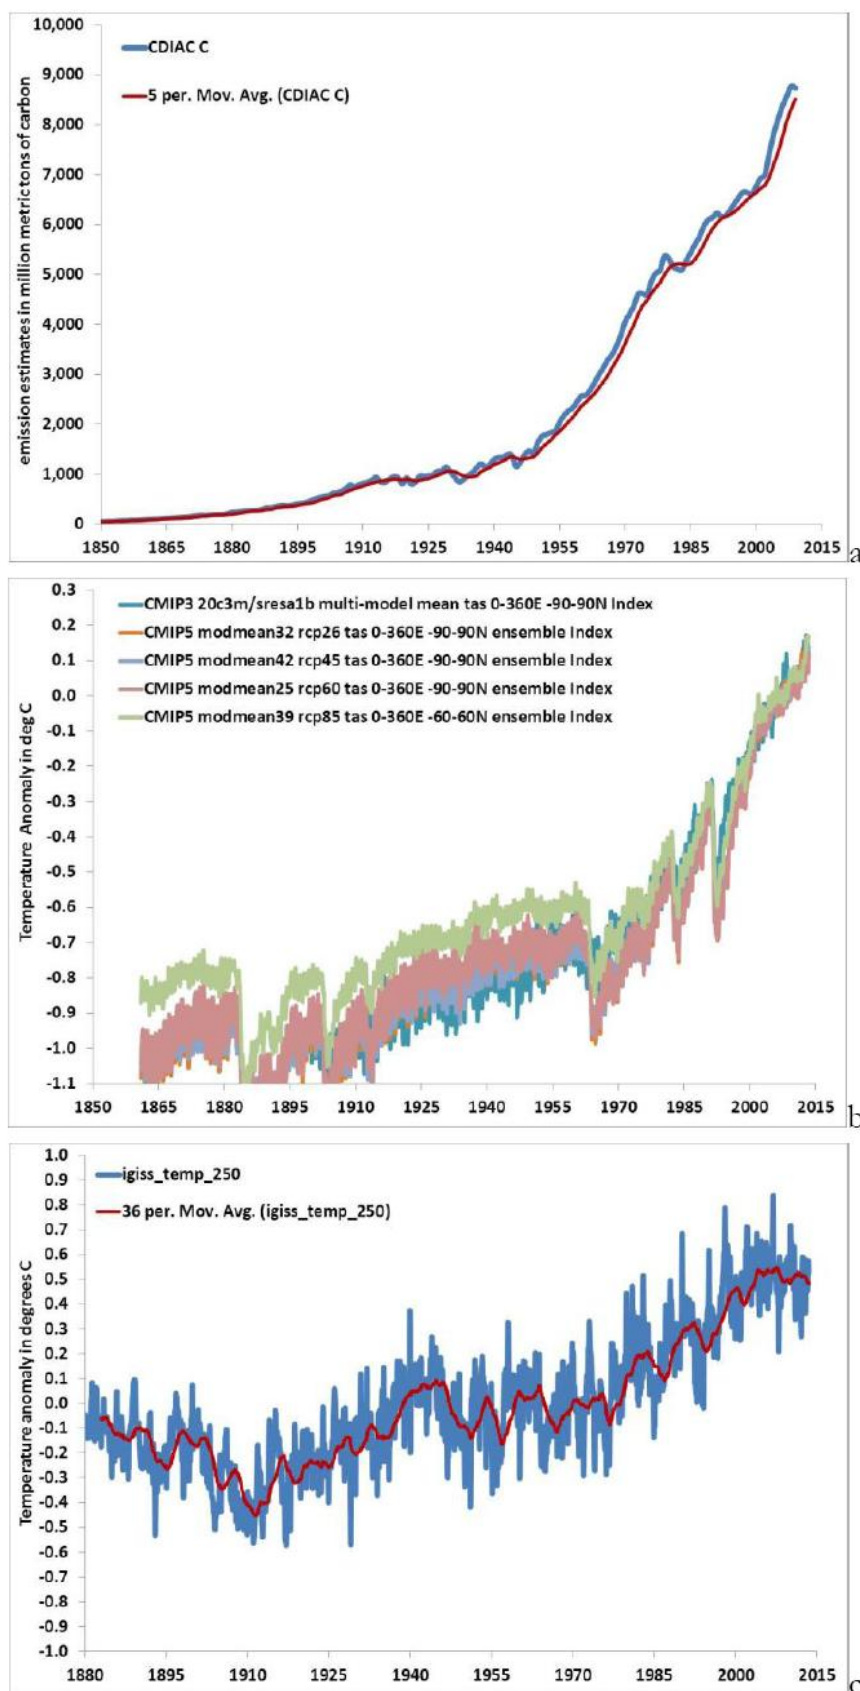 10,000
9,000
8,000
7,000
6,000
5,000
4,000
3,000
2,000
1,000
0
emission estimates in million metric tons of carbon
CDIAC C
5 per. Mov. Avg. (CDIAC C)
1850 1865 1880 1895 1910 1925 1940 1955 1970 1985 2000 2015
a
0.3
0.2
0.1
0.0
-0.1
-0.2
-0.3
-0.4
-0.5
-0.6
-0.7
-0.8
-0.9
-1.0
-1.1
Temperature Anomaly in deg C
CMIP3 20c3m/sresa1b multi-model mean tas 0-360E -90-90N Index
CMIP5 modmean32 rcp26 tas 0-360E -90-90N ensemble Index
CMIP5 modmean42 rcp45 tas 0-360E -90-90N ensemble Index
CMIP5 modmean25 rcp60 tas 0-360E -90-90N ensemble Index
CMIP5 modmean39 rcp85 tas 0-360E -60-60N ensemble Index
1850 1865 1880 1895 1910 1925 1940 1955 1970 1985 2000 2015
b
1.0
0.9
0.8
0.7
0.6
0.5
0.4
0.3
0.2
0.1
0.0
-0.1
-0.2
-0.3
-0.4
-0.5
-0.6
-0.7
-0.8
-0.9
-1.0
Temperature anomaly in degrees C
igiss_temp_250
36 per. Mov. Avg. (igiss_temp_250)
1880 1895 1910 1925 1940 1955 1970 1985 2000 2015
c